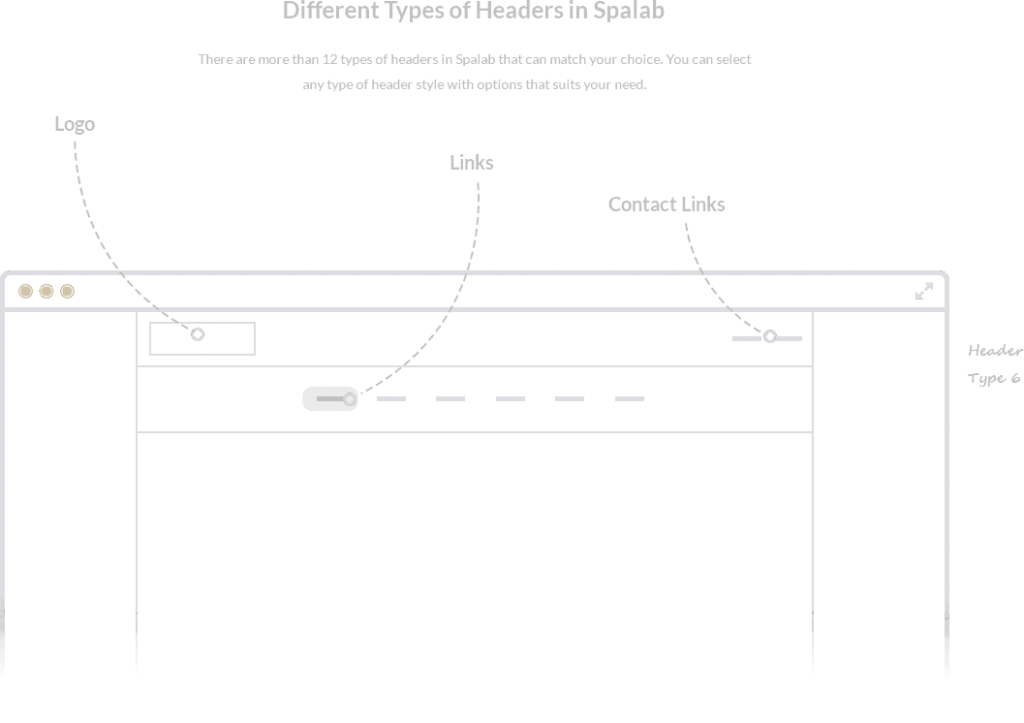 Different Types of Headers in Spalab
There are more than 12 types of headers in Spalab that can match your choice. You can select
any type of header style with options that suits your need.
Logo
Links
Contact Links
Header
Type 6